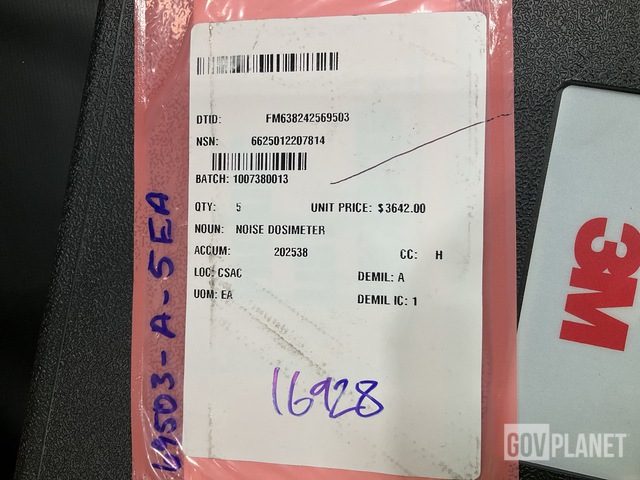 DTID: FM638242569503
NSN: 6625012207814
BATCH: 1007380013
QTY: 5 UNIT PRICE: $3642.00
NOUN: NOISE DOSIMETER
ACCUM: 202538 CC: H
LOC: CSAC DEMIL: A
UOM: EA DEMIL IC: 1
16928
69503-A-5EA
3M
GOVPLANET